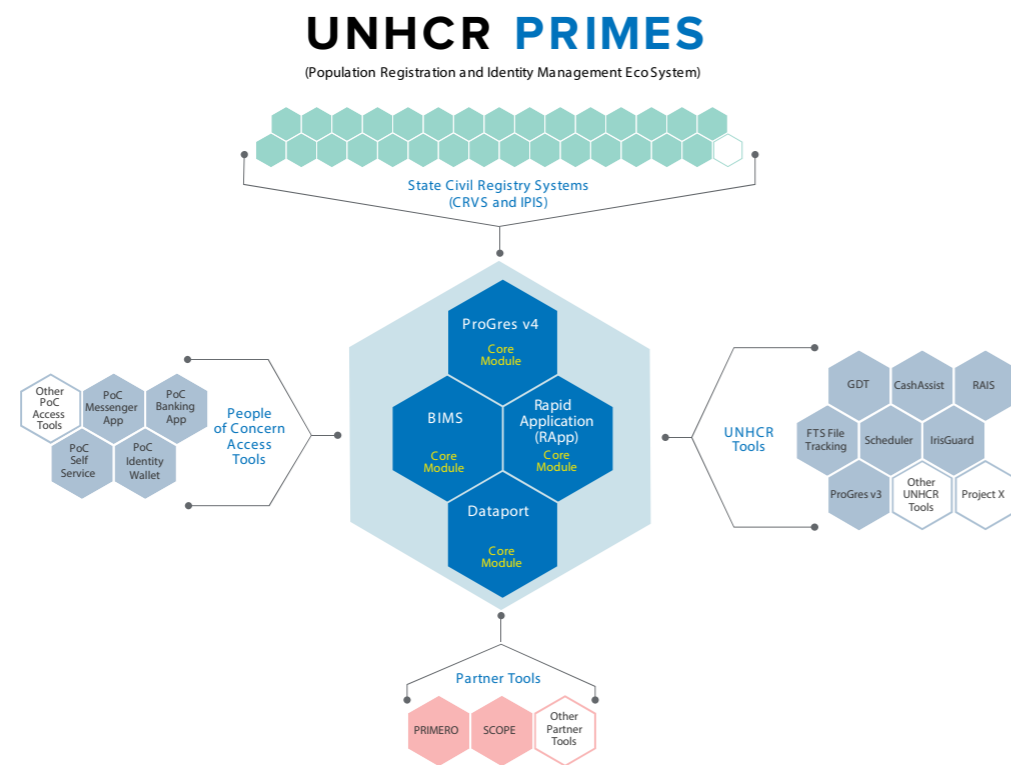 UNHCR PRIMES
(Population Registration and Identity Management EcoSystem)
State Civil Registry Systems
(CRVS and IPIS)
ProGres v4
Core
Module
BIMS
Core
Module
Rapid
Application
(RApp)
Core
Module
Dataport
Core
Module
Other
PoC
Access
Tools
PoC
Messenger
App
PoC
Banking
App
PoC
Self
Service
PoC
Identity
Wallet
People
of Concern
Access
Tools
UNHCR
Tools
GDT
CashAssist
RAIS
FTS File
Tracking
Scheduler
IrisGuard
ProGres v3
Other
UNHCR
Tools
Project X
Partner Tools
PRIMERO
SCOPE
Other
Partner
Tools